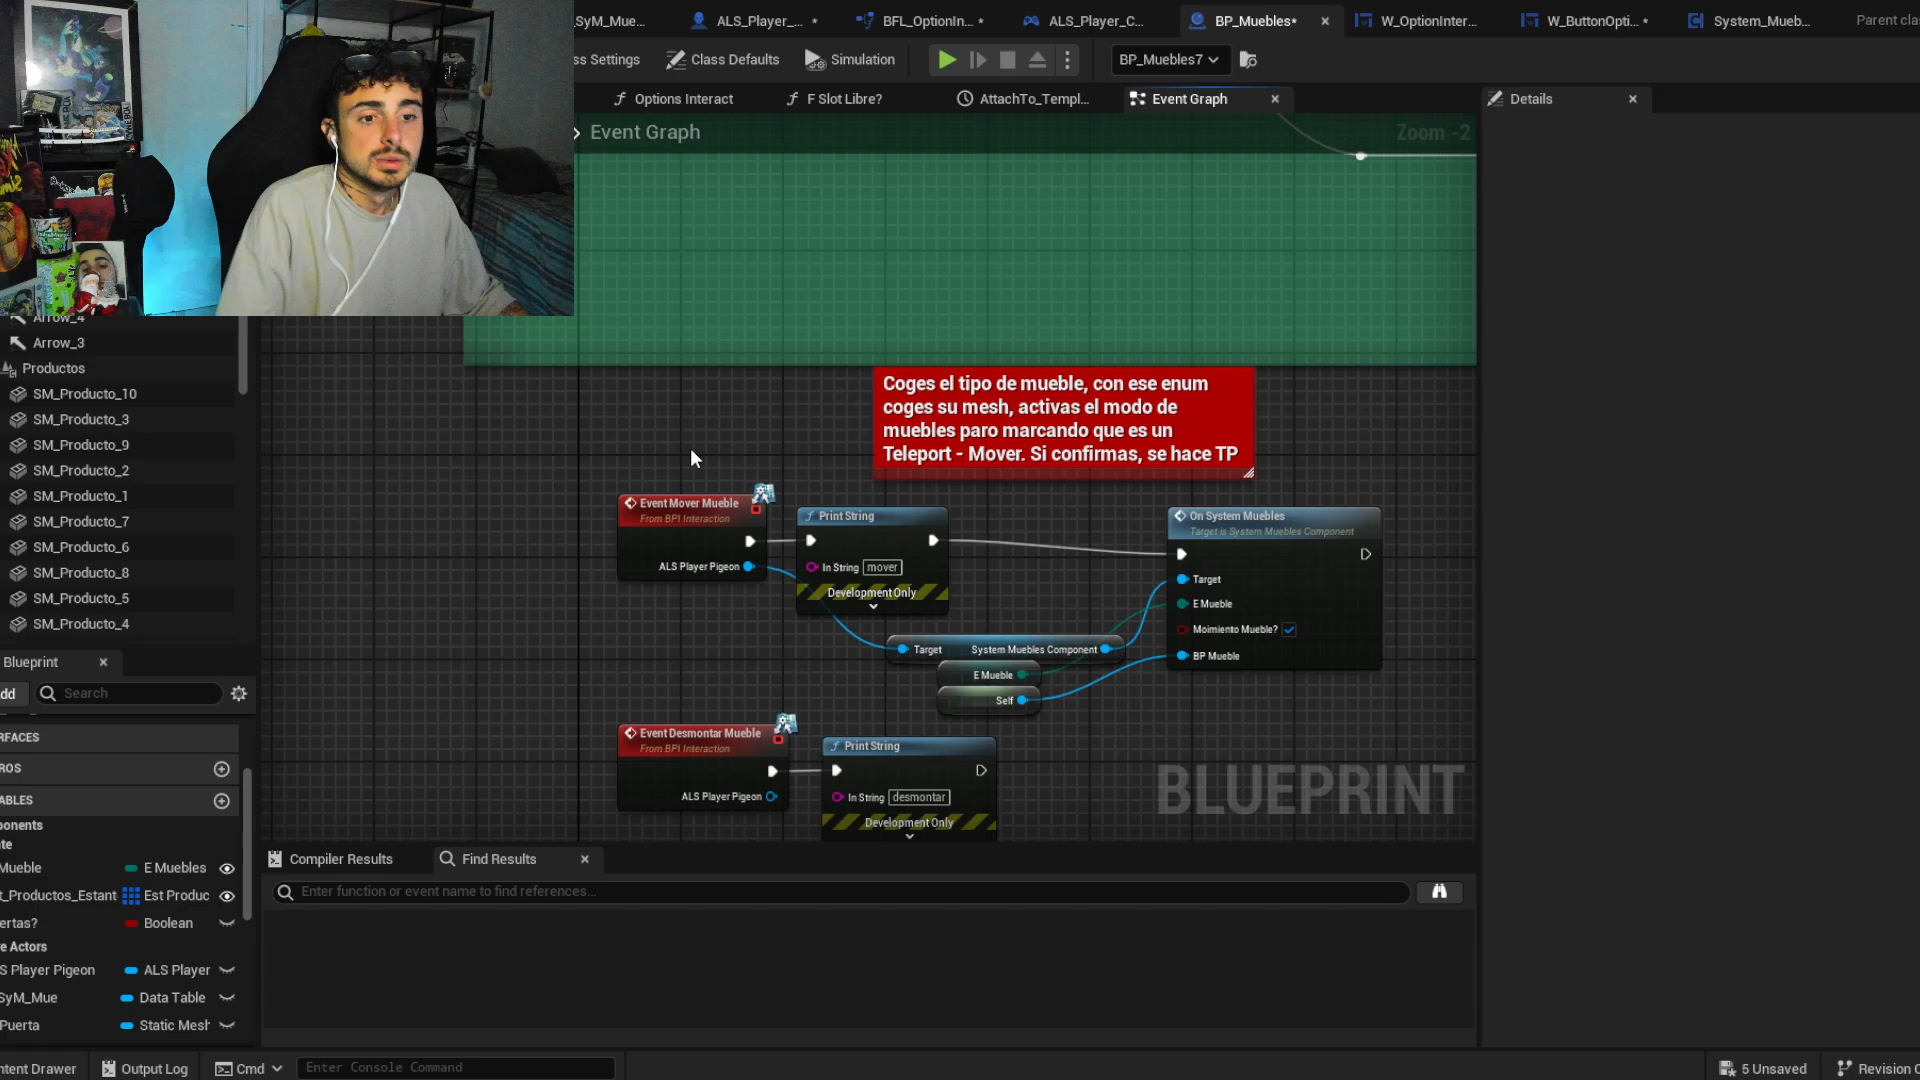 _SyM_Mue...
ALS_Player_... *
BFL_OptionIn... *
ALS_Player_C...
BP_Muebles*
W_OptionInter...
W_ButtonOpti... *
System_Mueb...
Parent clas
ss Settings
Class Defaults
Simulation
BP_Muebles7
Options Interact
F Slot Libre?
AttachTo_Templ...
Event Graph
Details
Event Graph
Zoom -2
Arrow_4
Arrow_3
Productos
SM_Producto_10
SM_Producto_3
SM_Producto_9
SM_Producto_2
SM_Producto_1
SM_Producto_7
SM_Producto_6
SM_Producto_8
SM_Producto_5
SM_Producto_4
Coges el tipo de mueble, con ese enum
coges su mesh, activas el modo de
muebles paro marcando que es un
Teleport - Mover. Si confirmas, se hace TP
Event Mover Mueble
From BPI Interaction
ALS Player Pigeon
Print String
In String mover
Development Only
On System Muebles
Target is System Muebles Component
Target
E Mueble
Moimiento Mueble?
BP Mueble
Target System Muebles Component
E Mueble
Self
Event Desmontar Mueble
From BPI Interaction
ALS Player Pigeon
Print String
In String desmontar
Development Only
BLUEPRINT
Blueprint
dd
Search
RFACES
ROS
ABLES
ponents
te
Mueble E Muebles
t_Productos_Estant Est Produc
ertas? Boolean
e Actors
S Player Pigeon ALS Player
SyM_Mue Data Table
Puerta Static Mesh
Compiler Results
Find Results
Enter function or event name to find references...
ntent Drawer
Output Log
Cmd
Enter Console Command
5 Unsaved
Revision C